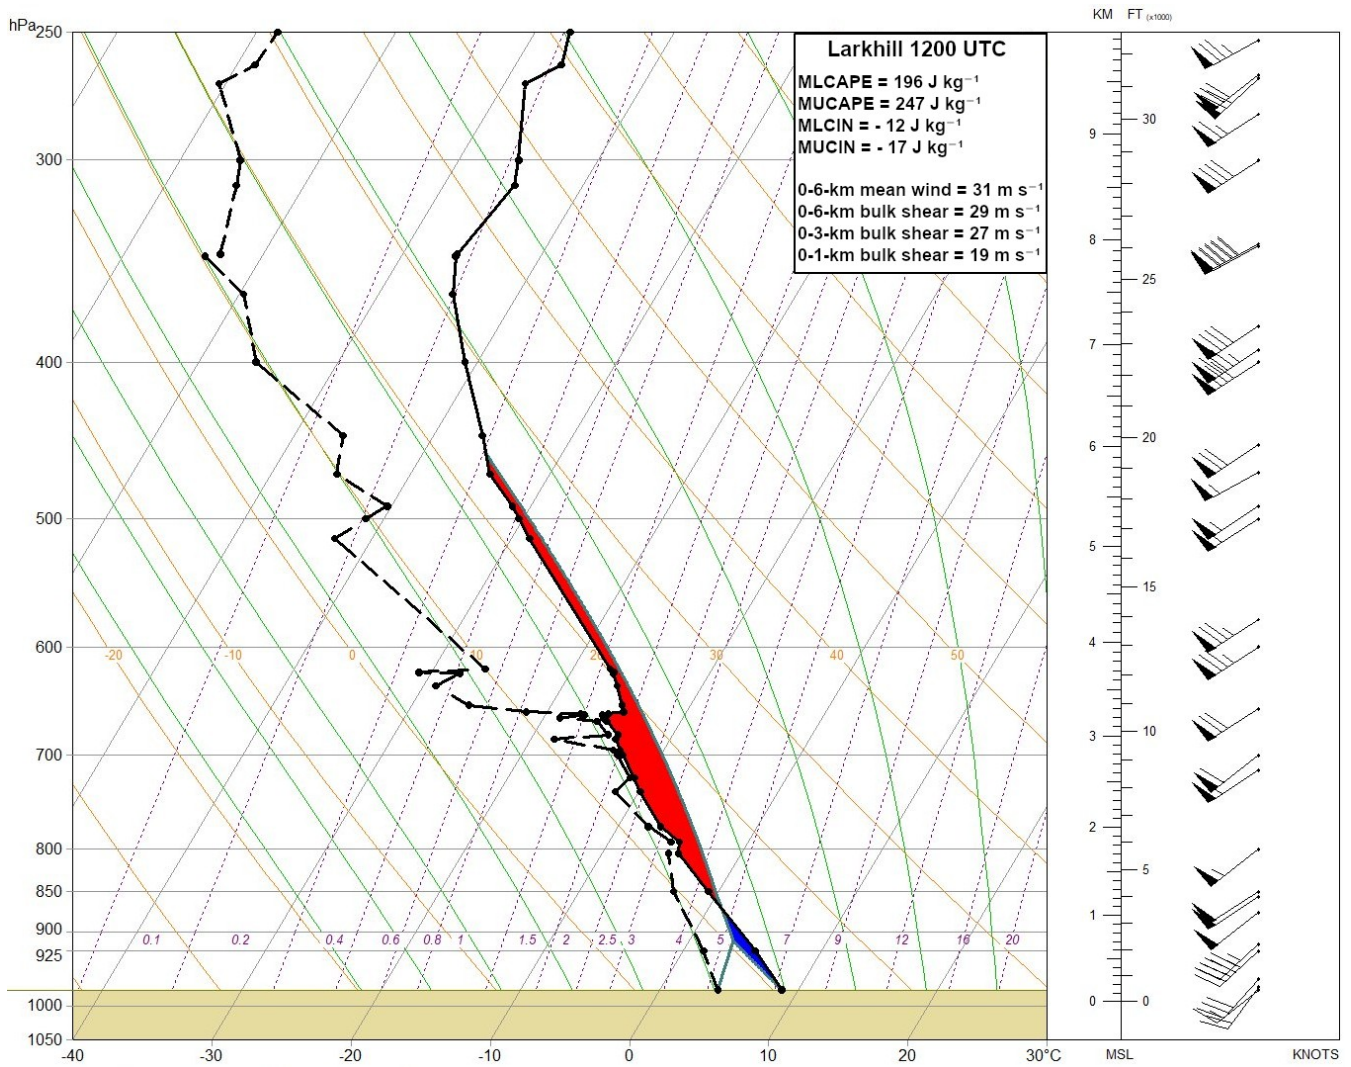 KM FT (x1000)
hPa
250
Larkhill 1200 UTC
MLCAPE = 196 J kg⁻¹
MUCAPE = 247 J kg⁻¹
MLCIN = - 12 J kg⁻¹
MUCIN = - 17 J kg⁻¹
0-6-km mean wind = 31 m s⁻¹
0-6-km bulk shear = 29 m s⁻¹
0-3-km bulk shear = 27 m s⁻¹
0-1-km bulk shear = 19 m s⁻¹
30
9
300
8
25
7
400
20
6
500
5
15
4
600
-20 -10 0 10 20 30 40 50
3 10
700
2
800
5
850
1
900
0.1 0.2 0.4 0.6 0.8 1 1.5 2 2.5 3 4 5 7 9 12 16 20
925
1000
0 0
1050
-40 -30 -20 -10 0 10 20 30°C MSL KNOTS